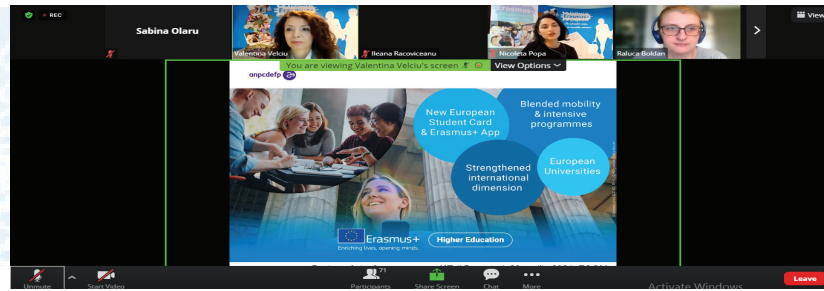 REC
View
Sabina Olaru
Valentina Velciu
Ileana Racoviceanu
Nicoleta Popa
Raluca Boldan
You are viewing Valentina Velciu's screen
View Options
anpcdefp
New European
Student Card
& Erasmus+ App
Blended mobility
& intensive
programmes
Strengthened
international
dimension
European
Universities
Erasmus+
Enriching lives, opening minds.
Higher Education
Unmute
Start Video
Participants
71
Share Screen
Chat
More
Activate Windows
Leave